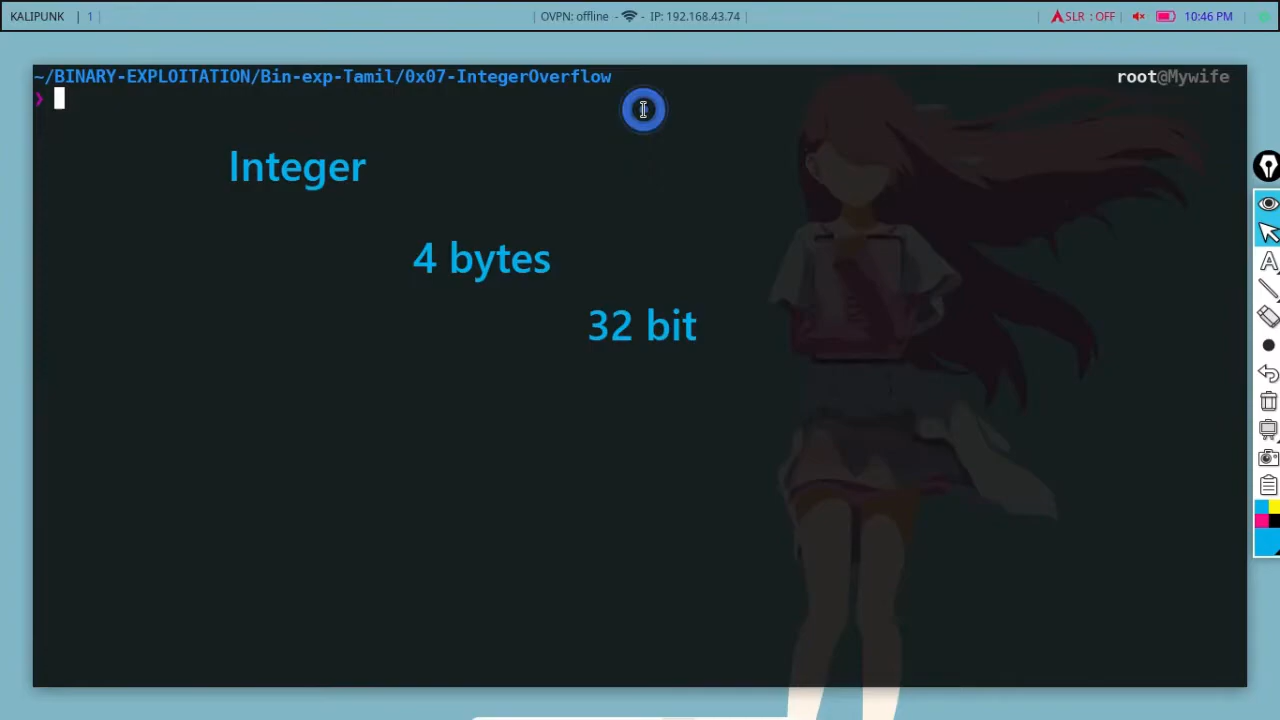 KALIPUNK | 1 | | OVPN: offline - - IP: 192.168.43.74 | | SLR : OFF | | 10:46 PM |
~/BINARY-EXPLOITATION/Bin-exp-Tamil/0x07-IntegerOverflow root@Mywife
❯
Integer
4 bytes
32 bit
A